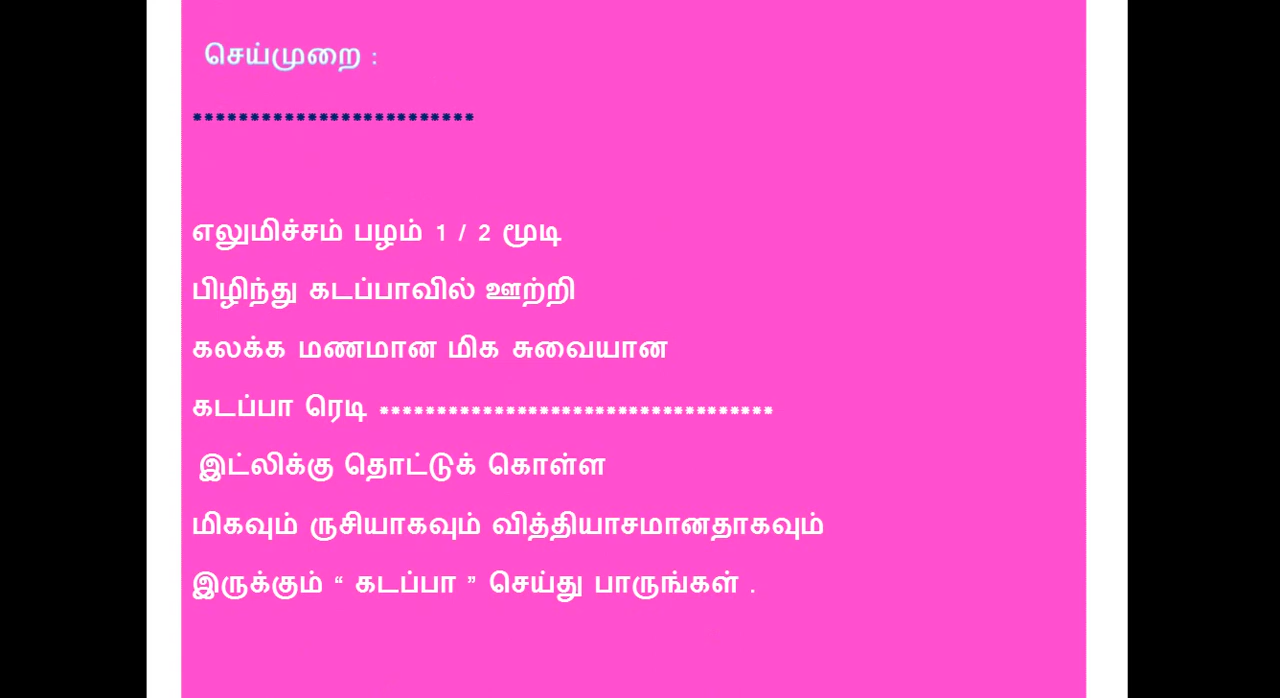 செய்முறை :
*************************
எலுமிச்சம் பழம் 1 / 2 மூடி
பிழிந்து கடப்பாவில் ஊற்றி
கலக்க மணமான மிக சுவையான
கடப்பா ரெடி ***********************************
இட்லிக்கு தொட்டுக் கொள்ள
மிகவும் ருசியாகவும் வித்தியாசமானதாகவும்
இருக்கும் “ கடப்பா ” செய்து பாருங்கள் .